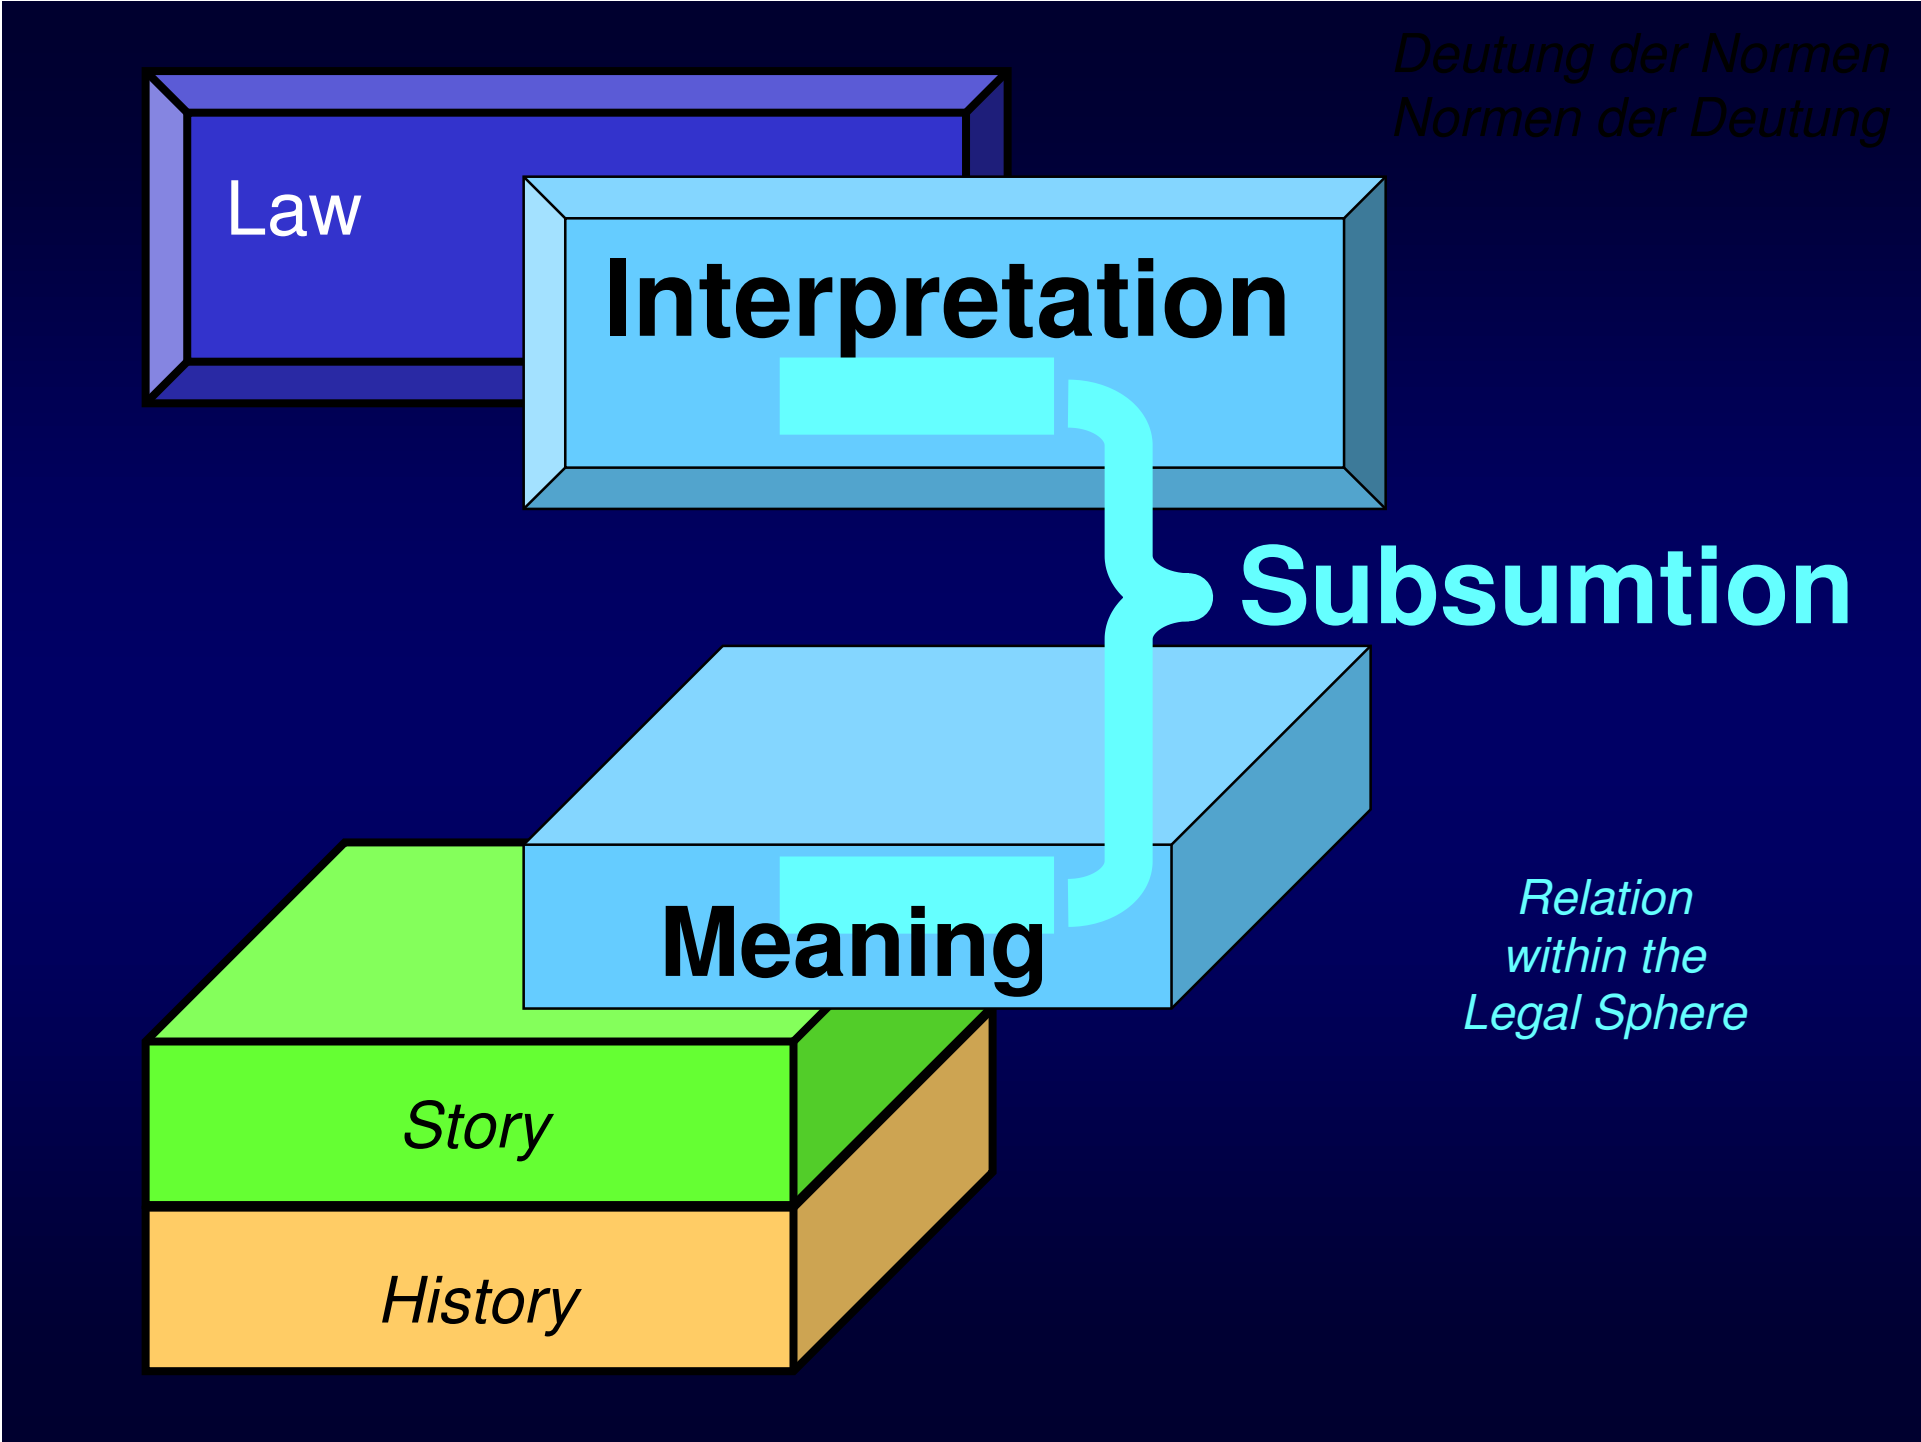 Deutung der Normen
Normen der Deutung
Law
Interpretation
Subsumtion
Meaning
Relation
within the
Legal Sphere
Story
History